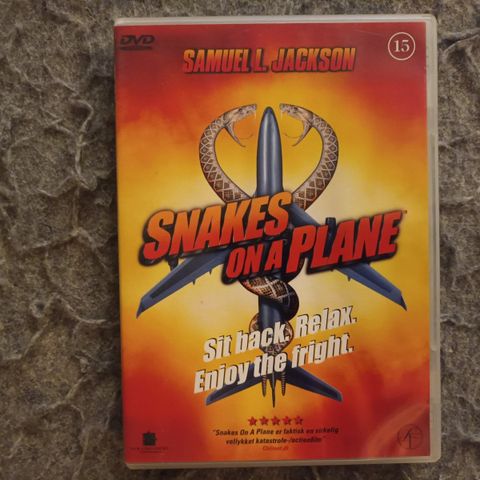 DVD
15
SAMUEL L. JACKSON
SNAKES
ON A PLANE
Sit back. Relax.
Enjoy the fright.
"Snakes On A Plane er faktisk en virkelig
vellykket katastrofe-/actionfilm"